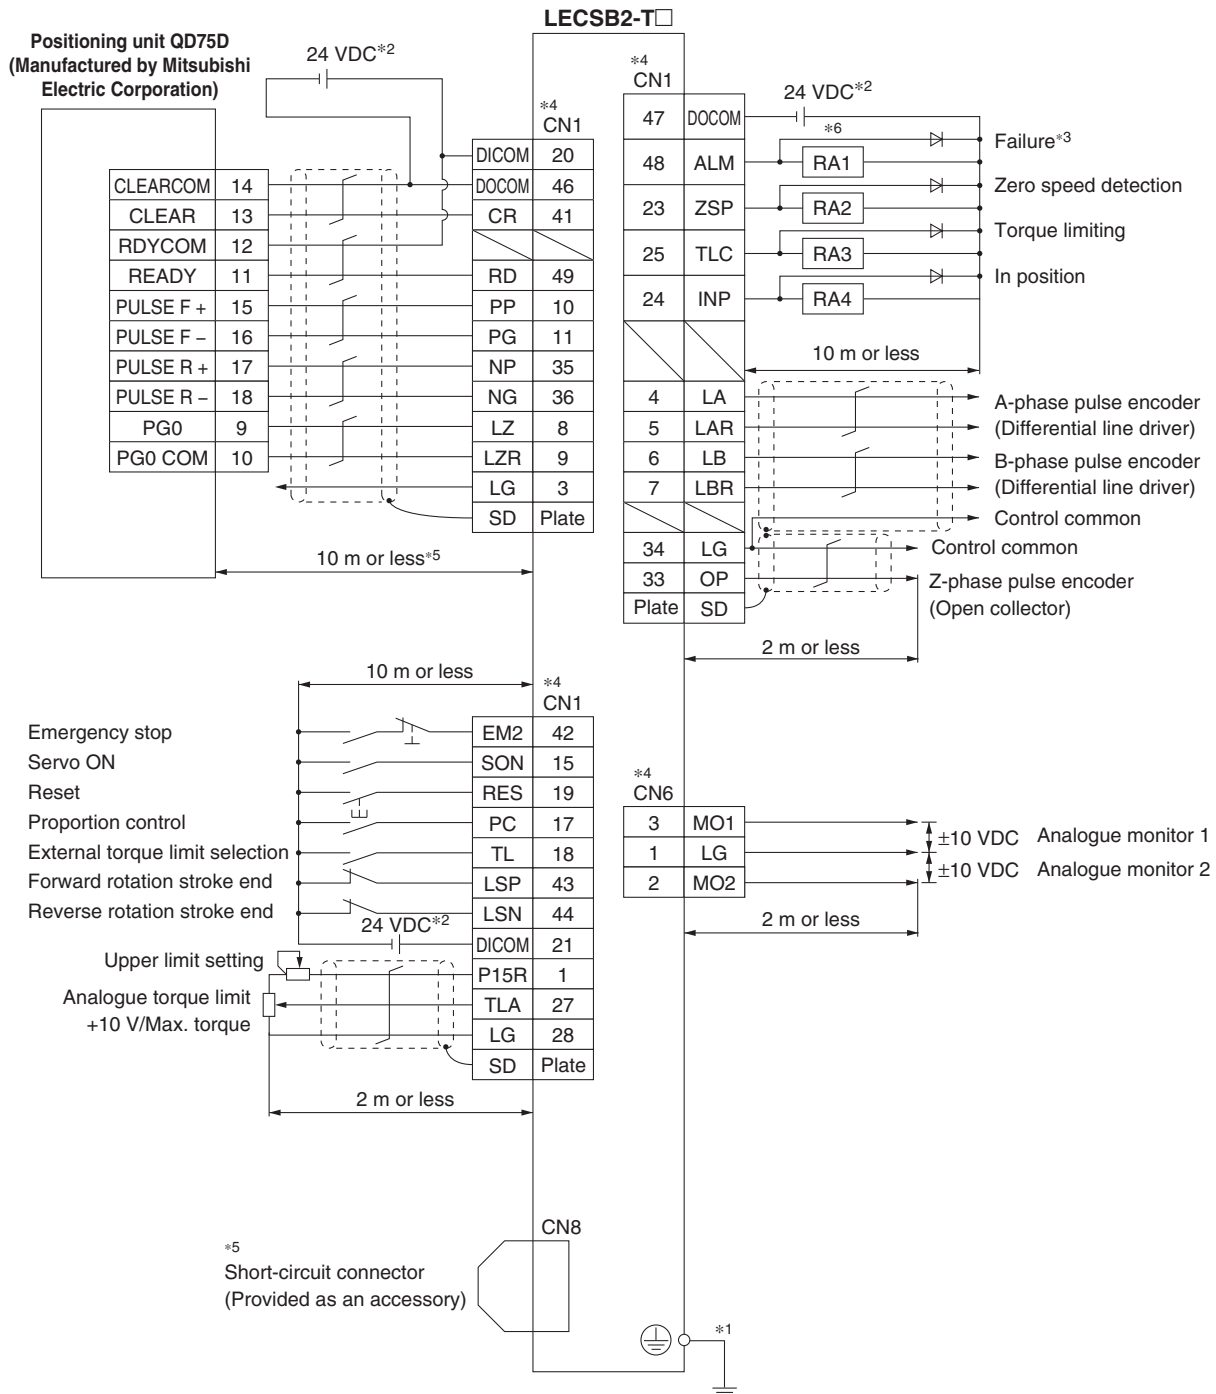 LECSB2-T□
Positioning unit QD75D
(Manufactured by Mitsubishi
Electric Corporation)
24 VDC*2
*4
CN1
DICOM 20
CLEARCOM 14 DOCOM 46
CLEAR 13 CR 41
RDYCOM 12
READY 11 RD 49
PULSE F + 15 PP 10
PULSE F − 16 PG 11
PULSE R + 17 NP 35
PULSE R − 18 NG 36
PG0 9 LZ 8
PG0 COM 10 LZR 9
LG 3
SD Plate
10 m or less*5
*4
CN1
24 VDC*2
47 DOCOM
*6
48 ALM RA1 Failure*3
23 ZSP RA2 Zero speed detection
25 TLC RA3 Torque limiting
24 INP RA4 In position
10 m or less
4 LA A-phase pulse encoder
5 LAR (Differential line driver)
6 LB B-phase pulse encoder
7 LBR (Differential line driver)
Control common
34 LG Control common
33 OP Z-phase pulse encoder
Plate SD (Open collector)
2 m or less
10 m or less
*4
CN1
Emergency stop EM2 42
Servo ON SON 15
Reset RES 19
Proportion control PC 17
External torque limit selection TL 18
Forward rotation stroke end LSP 43
Reverse rotation stroke end LSN 44
24 VDC*2 DICOM 21
Upper limit setting P15R 1
Analogue torque limit TLA 27
+10 V/Max. torque LG 28
SD Plate
2 m or less
*4
CN6
3 MO1
±10 VDC Analogue monitor 1
1 LG
±10 VDC Analogue monitor 2
2 MO2
2 m or less
CN8
*5
Short-circuit connector
(Provided as an accessory)
*1